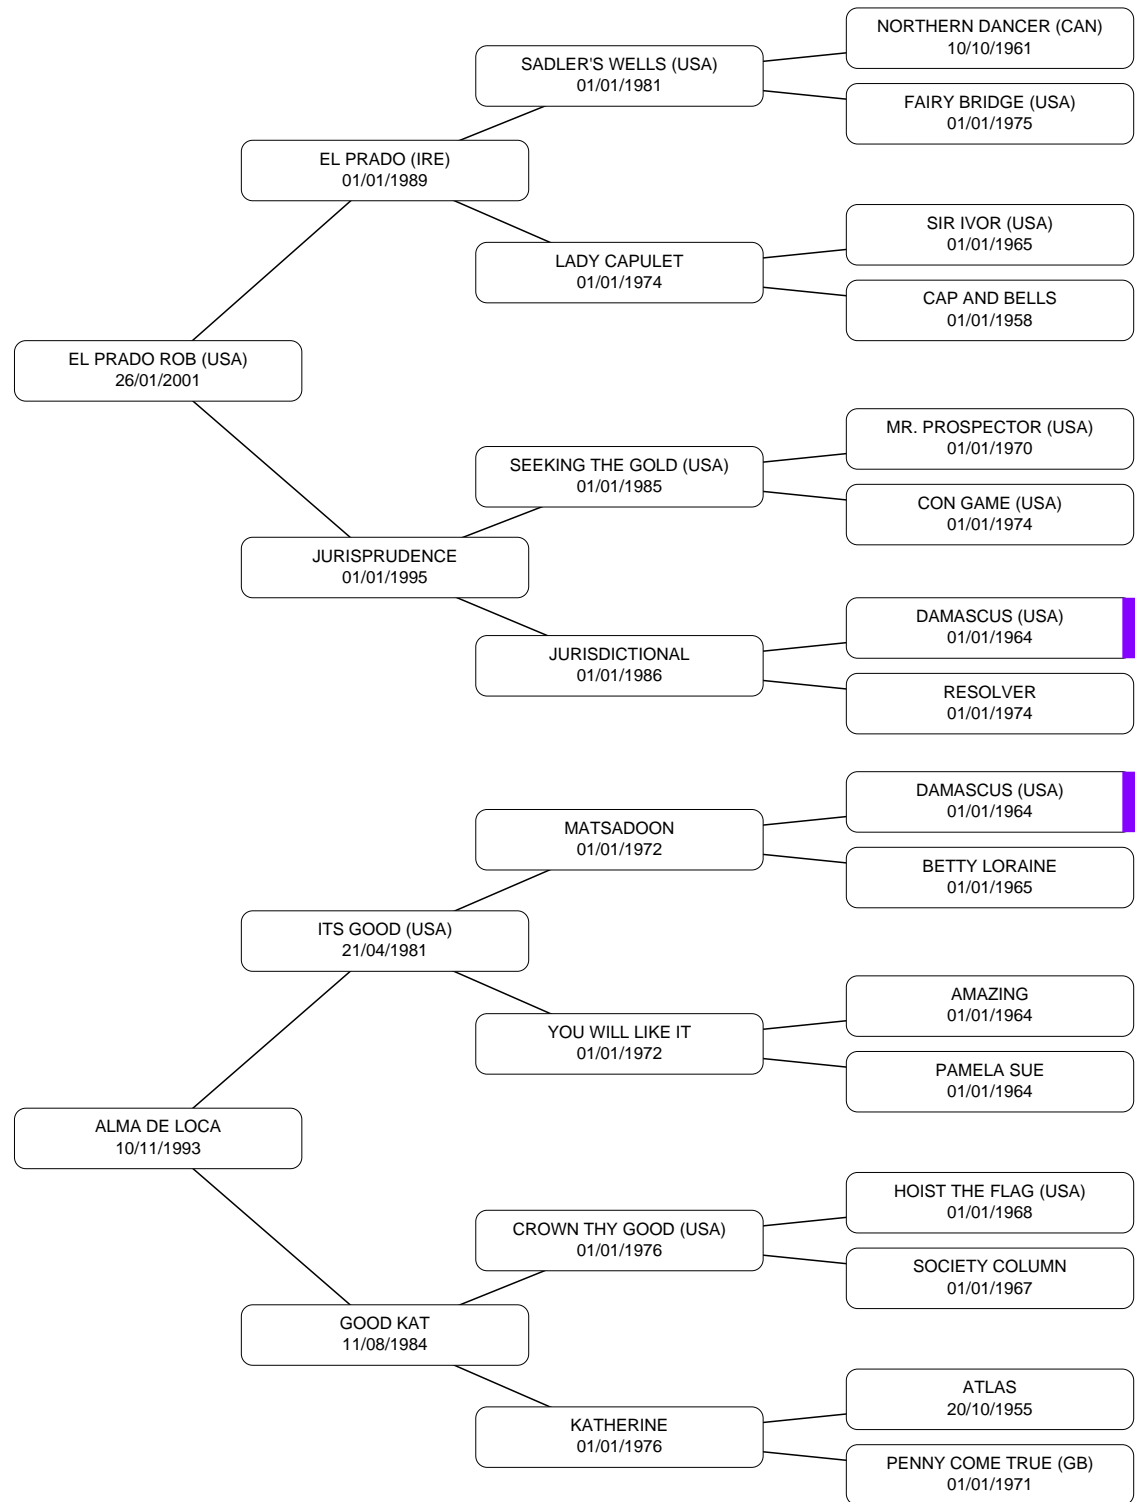 NORTHERN DANCER (CAN)
10/10/1961
SADLER'S WELLS (USA)
01/01/1981
FAIRY BRIDGE (USA)
01/01/1975
EL PRADO (IRE)
01/01/1989
SIR IVOR (USA)
01/01/1965
LADY CAPULET
01/01/1974
CAP AND BELLS
01/01/1958
EL PRADO ROB (USA)
26/01/2001
MR. PROSPECTOR (USA)
01/01/1970
SEEKING THE GOLD (USA)
01/01/1985
CON GAME (USA)
01/01/1974
JURISPRUDENCE
01/01/1995
DAMASCUS (USA)
01/01/1964
JURISDICTIONAL
01/01/1986
RESOLVER
01/01/1974
DAMASCUS (USA)
01/01/1964
MATSADOON
01/01/1972
BETTY LORAINE
01/01/1965
ITS GOOD (USA)
21/04/1981
AMAZING
01/01/1964
YOU WILL LIKE IT
01/01/1972
PAMELA SUE
01/01/1964
ALMA DE LOCA
10/11/1993
HOIST THE FLAG (USA)
01/01/1968
CROWN THY GOOD (USA)
01/01/1976
SOCIETY COLUMN
01/01/1967
GOOD KAT
11/08/1984
ATLAS
20/10/1955
KATHERINE
01/01/1976
PENNY COME TRUE (GB)
01/01/1971